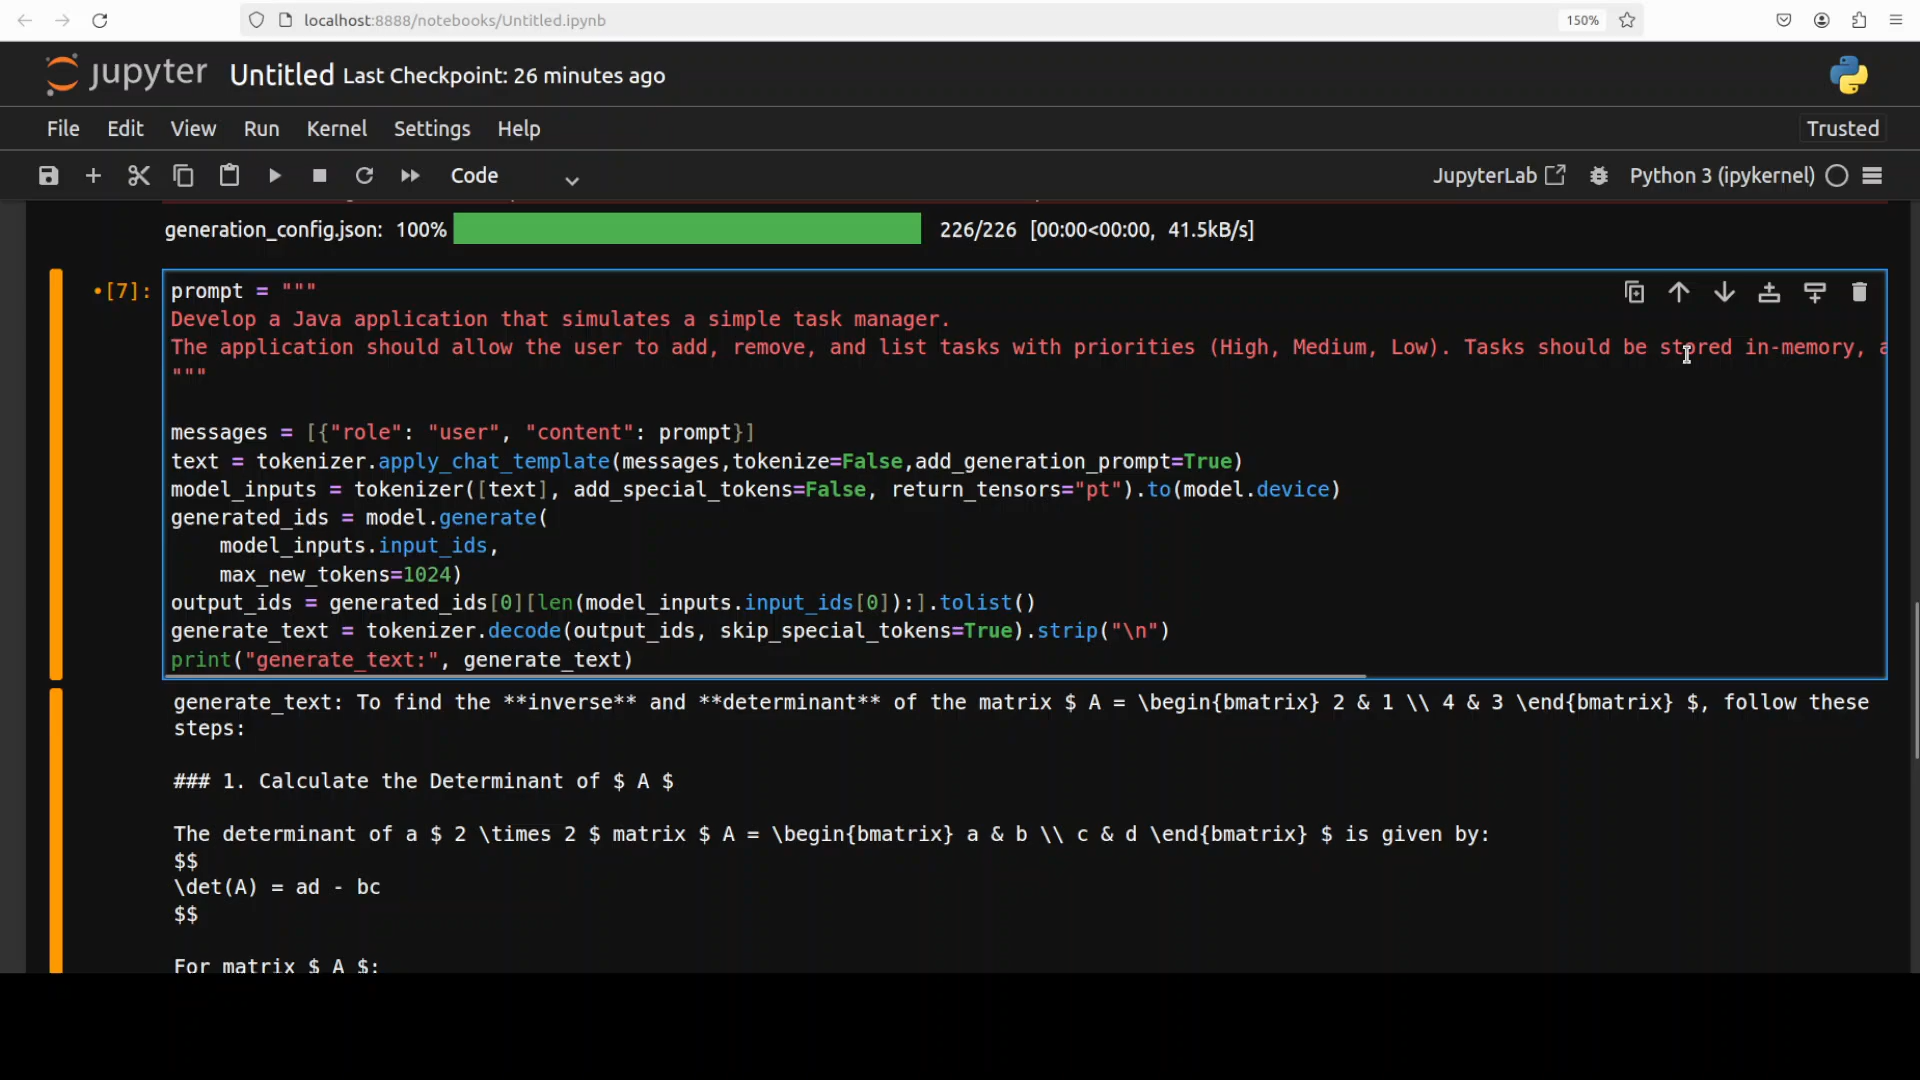 localhost:8888/notebooks/Untitled.ipynb 150%
jupyter Untitled Last Checkpoint: 26 minutes ago
File Edit View Run Kernel Settings Help Trusted
Code JupyterLab Python 3 (ipykernel)
generation_config.json: 100% 226/226 [00:00<00:00, 41.5kB/s]
•[7]: prompt = """
Develop a Java application that simulates a simple task manager.
The application should allow the user to add, remove, and list tasks with priorities (High, Medium, Low). Tasks should be stored in-memory, a
"""
messages = [{"role": "user", "content": prompt}]
text = tokenizer.apply_chat_template(messages,tokenize=False,add_generation_prompt=True)
model_inputs = tokenizer([text], add_special_tokens=False, return_tensors="pt").to(model.device)
generated_ids = model.generate(
    model_inputs.input_ids,
    max_new_tokens=1024)
output_ids = generated_ids[0][len(model_inputs.input_ids[0]):].tolist()
generate_text = tokenizer.decode(output_ids, skip_special_tokens=True).strip("\n")
print("generate_text:", generate_text)
generate_text: To find the **inverse** and **determinant** of the matrix $ A = \begin{bmatrix} 2 & 1 \\ 4 & 3 \end{bmatrix} $, follow these
steps:
### 1. Calculate the Determinant of $ A $
The determinant of a $ 2 \times 2 $ matrix $ A = \begin{bmatrix} a & b \\ c & d \end{bmatrix} $ is given by:
$$
\det(A) = ad - bc
$$
For matrix $ A $: